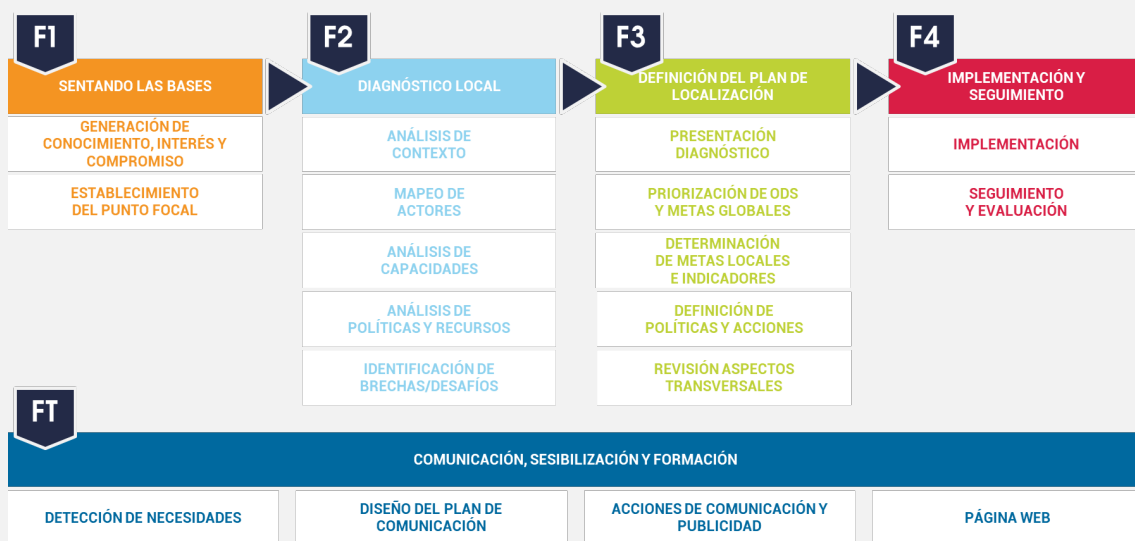 F1
SENTANDO LAS BASES
GENERACIÓN DE
CONOCIMIENTO, INTERÉS Y
COMPROMISO
ESTABLECIMIENTO
DEL PUNTO FOCAL
F2
DIAGNÓSTICO LOCAL
ANÁLISIS DE
CONTEXTO
MAPEO DE
ACTORES
ANÁLISIS DE
CAPACIDADES
ANÁLISIS DE
POLÍTICAS Y RECURSOS
IDENTIFICACIÓN DE
BRECHAS/DESAFÍOS
F3
DEFINICIÓN DEL PLAN DE
LOCALIZACIÓN
PRESENTACIÓN
DIAGNÓSTICO
PRIORIZACIÓN DE ODS
Y METAS GLOBALES
DETERMINACIÓN
DE METAS LOCALES
E INDICADORES
DEFINICIÓN DE
POLÍTICAS Y ACCIONES
REVISIÓN ASPECTOS
TRANSVERSALES
F4
IMPLEMENTACIÓN Y
SEGUIMIENTO
IMPLEMENTACIÓN
SEGUIMIENTO
Y EVALUACIÓN
FT
COMUNICACIÓN, SESIBILIZACIÓN Y FORMACIÓN
DETECCIÓN DE NECESIDADES
DISEÑO DEL PLAN DE
COMUNICACIÓN
ACCIONES DE COMUNICACIÓN Y
PUBLICIDAD
PÁGINA WEB